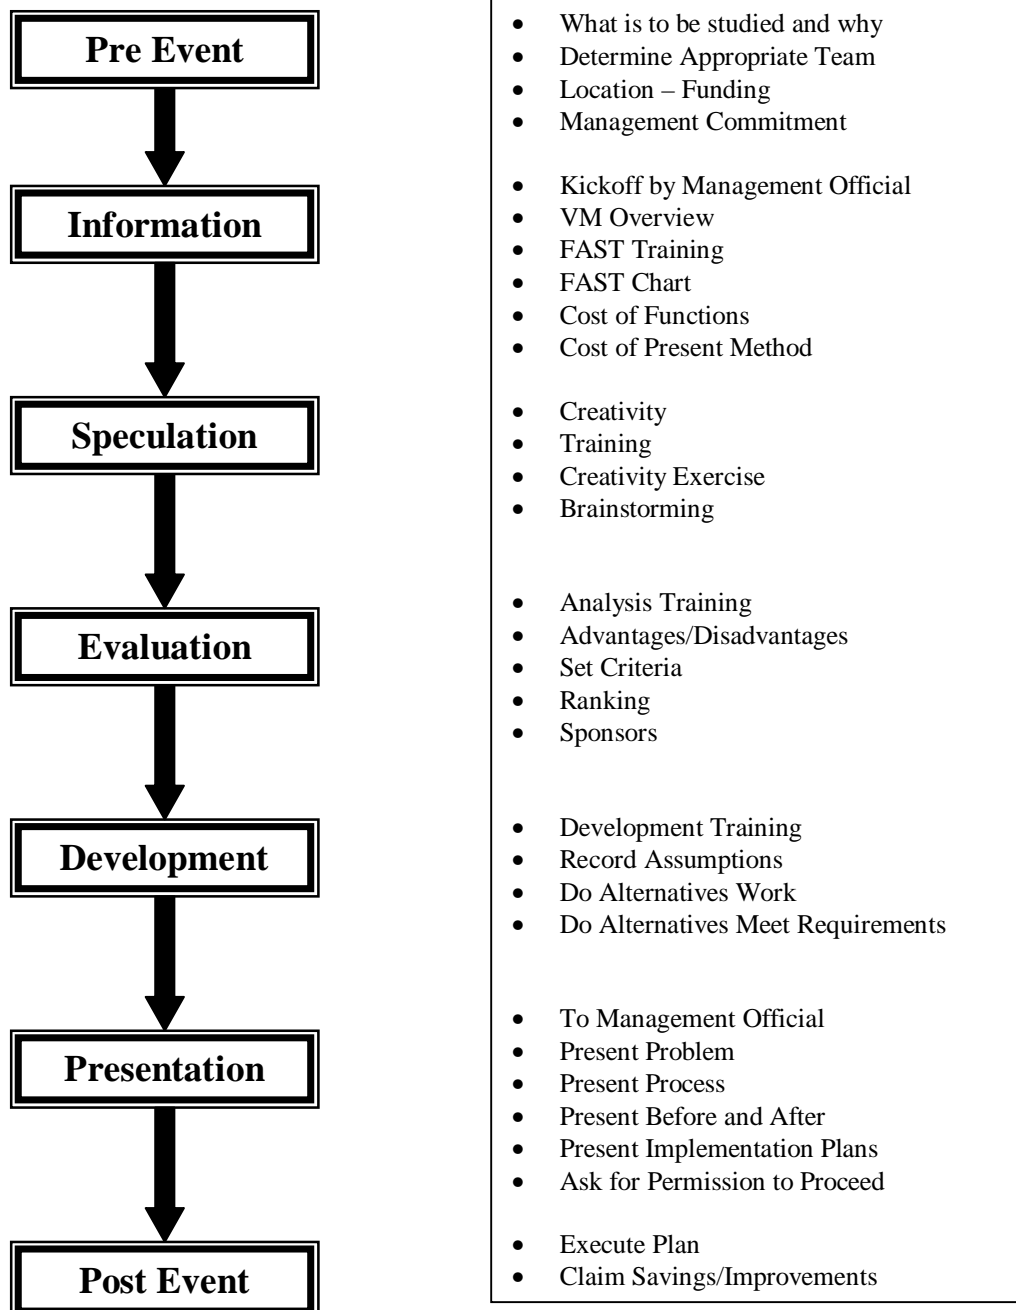 Pre Event
• What is to be studied and why
• Determine Appropriate Team
• Location – Funding
• Management Commitment
Information
• Kickoff by Management Official
• VM Overview
• FAST Training
• FAST Chart
• Cost of Functions
• Cost of Present Method
Speculation
• Creativity
• Training
• Creativity Exercise
• Brainstorming
Evaluation
• Analysis Training
• Advantages/Disadvantages
• Set Criteria
• Ranking
• Sponsors
Development
• Development Training
• Record Assumptions
• Do Alternatives Work
• Do Alternatives Meet Requirements
Presentation
• To Management Official
• Present Problem
• Present Process
• Present Before and After
• Present Implementation Plans
• Ask for Permission to Proceed
Post Event
• Execute Plan
• Claim Savings/Improvements